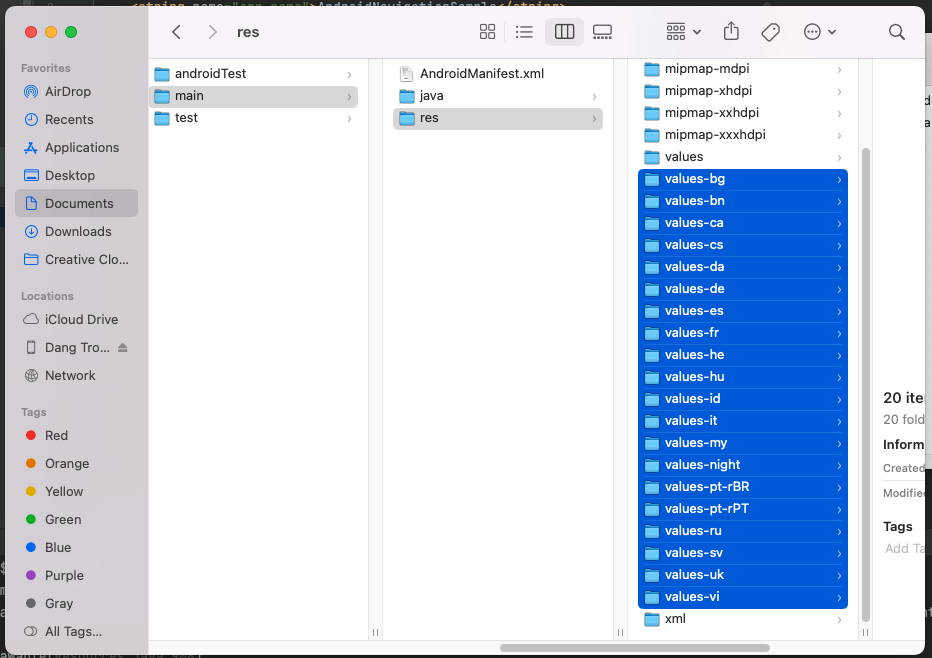 <string name="app_name">AndroidNavigationSample</string>
res
Favorites
AirDrop
Recents
Applications
Desktop
Documents
Downloads
Creative Clo...
Locations
iCloud Drive
Dang Tro...
Network
Tags
Red
Orange
Yellow
Green
Blue
Purple
Gray
All Tags...
androidTest
main
test
AndroidManifest.xml
java
res
mipmap-mdpi
mipmap-xhdpi
mipmap-xxhdpi
mipmap-xxxhdpi
values
values-bg
values-bn
values-ca
values-cs
values-da
values-de
values-es
values-fr
values-he
values-hu
values-id
values-it
values-my
values-night
values-pt-rBR
values-pt-rPT
values-ru
values-sv
values-uk
values-vi
xml
20 ite
20 fold
Inform
Created
Modified
Tags
Add Ta